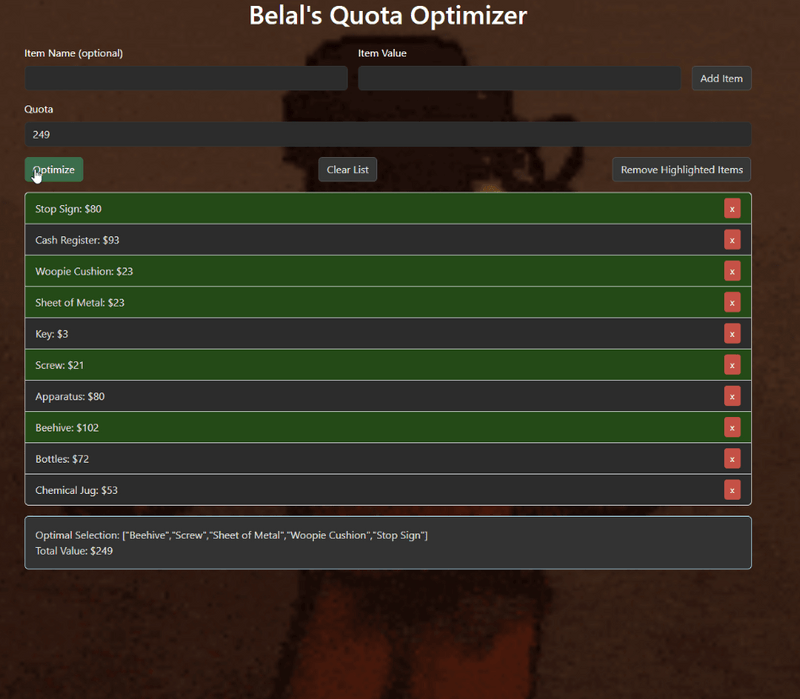 Belal's Quota Optimizer
Item Name (optional) Item Value
Add Item
Quota
249
Optimize Clear List Remove Highlighted Items
Stop Sign: $80 x
Cash Register: $93 x
Woopie Cushion: $23 x
Sheet of Metal: $23 x
Key: $3 x
Screw: $21 x
Apparatus: $80 x
Beehive: $102 x
Bottles: $72 x
Chemical Jug: $53 x
Optimal Selection: ["Beehive","Screw","Sheet of Metal","Woopie Cushion","Stop Sign"]
Total Value: $249